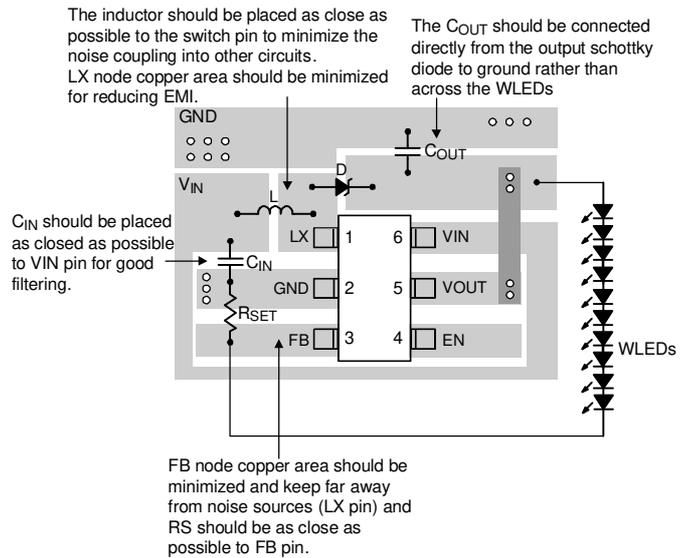 The inductor should be placed as close as
possible to the switch pin to minimize the
noise coupling into other circuits.
LX node copper area should be minimized
for reducing EMI.
The COUT should be connected
directly from the output schottky
diode to ground rather than
across the WLEDs
GND
COUT
D
VIN
L
CIN should be placed
as closed as possible
to VIN pin for good
filtering.
LX 1 6 VIN
CIN
GND 2 5 VOUT
RSET
FB 3 4 EN
WLEDs
FB node copper area should be
minimized and keep far away
from noise sources (LX pin) and
RS should be as close as
possible to FB pin.